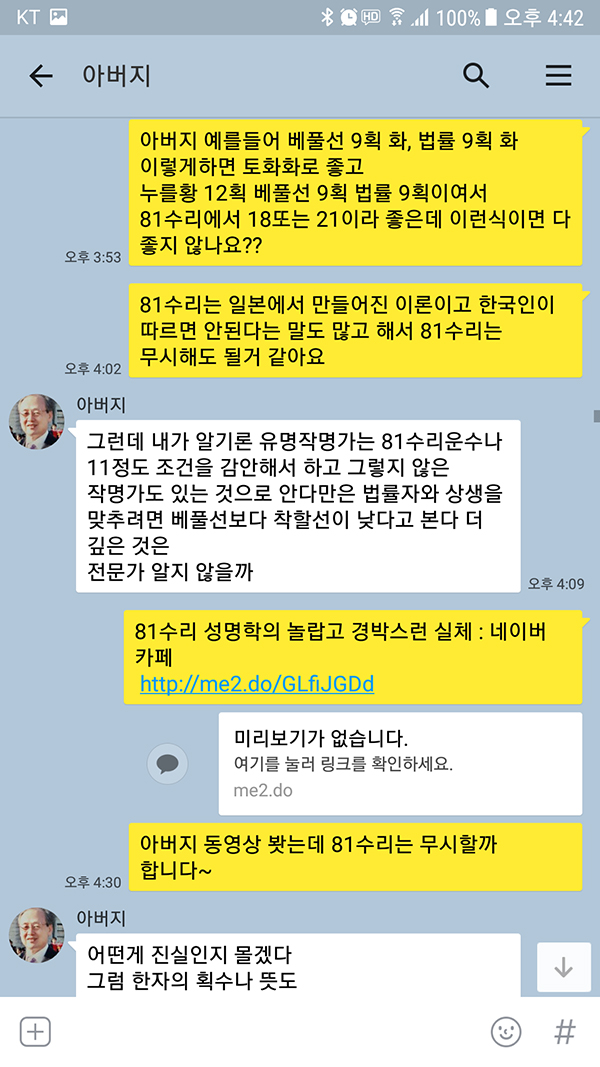 KT HD 100% 오후 4:42
아버지
아버지 예를들어 베풀선 9획 화, 법률 9획 화
이렇게하면 토화화로 좋고
누를황 12획 베풀선 9획 법률 9획이여서
81수리에서 18또는 21이라 좋은데 이런식이면 다
좋지 않나요??
오후 3:53
81수리는 일본에서 만들어진 이론이고 한국인이
따르면 안된다는 말도 많고 해서 81수리는
무시해도 될거 같아요
오후 4:02
아버지
그런데 내가 알기론 유명작명가는 81수리운수나
11정도 조건을 감안해서 하고 그렇지 않은
작명가도 있는 것으로 안다만은 법률자와 상생을
맞추려면 베풀선보다 착할선이 낮다고 본다 더
깊은 것은
전문가 알지 않을까
오후 4:09
81수리 성명학의 놀랍고 경박스런 실체 : 네이버
카페
http://me2.do/GLfiJGDd
미리보기가 없습니다.
여기를 눌러 링크를 확인하세요.
me2.do
아버지 동영상 봣는데 81수리는 무시할까
합니다~
오후 4:30
아버지
어떤게 진실인지 몰겠다
그럼 한자의 획수나 뜻도
#